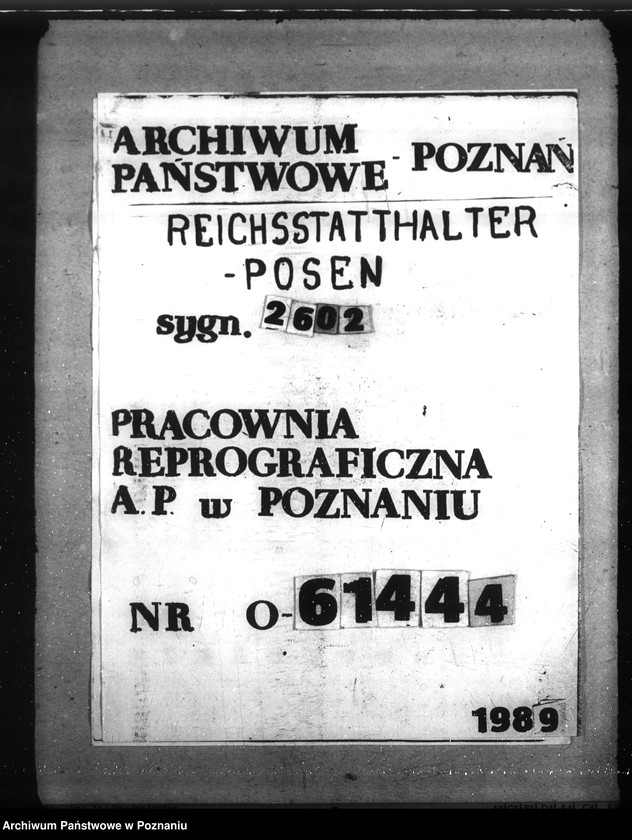 ARCHIWUM
PAŃSTWOWE - POZNAŃ
REICHSSTATTHALTER
-POSEN
sygn. 2602
PRACOWNIA
REPROGRAFICZNA
A.P. w POZNANIU
NR O-61444
1989
Archiwum Państwowe w Poznaniu